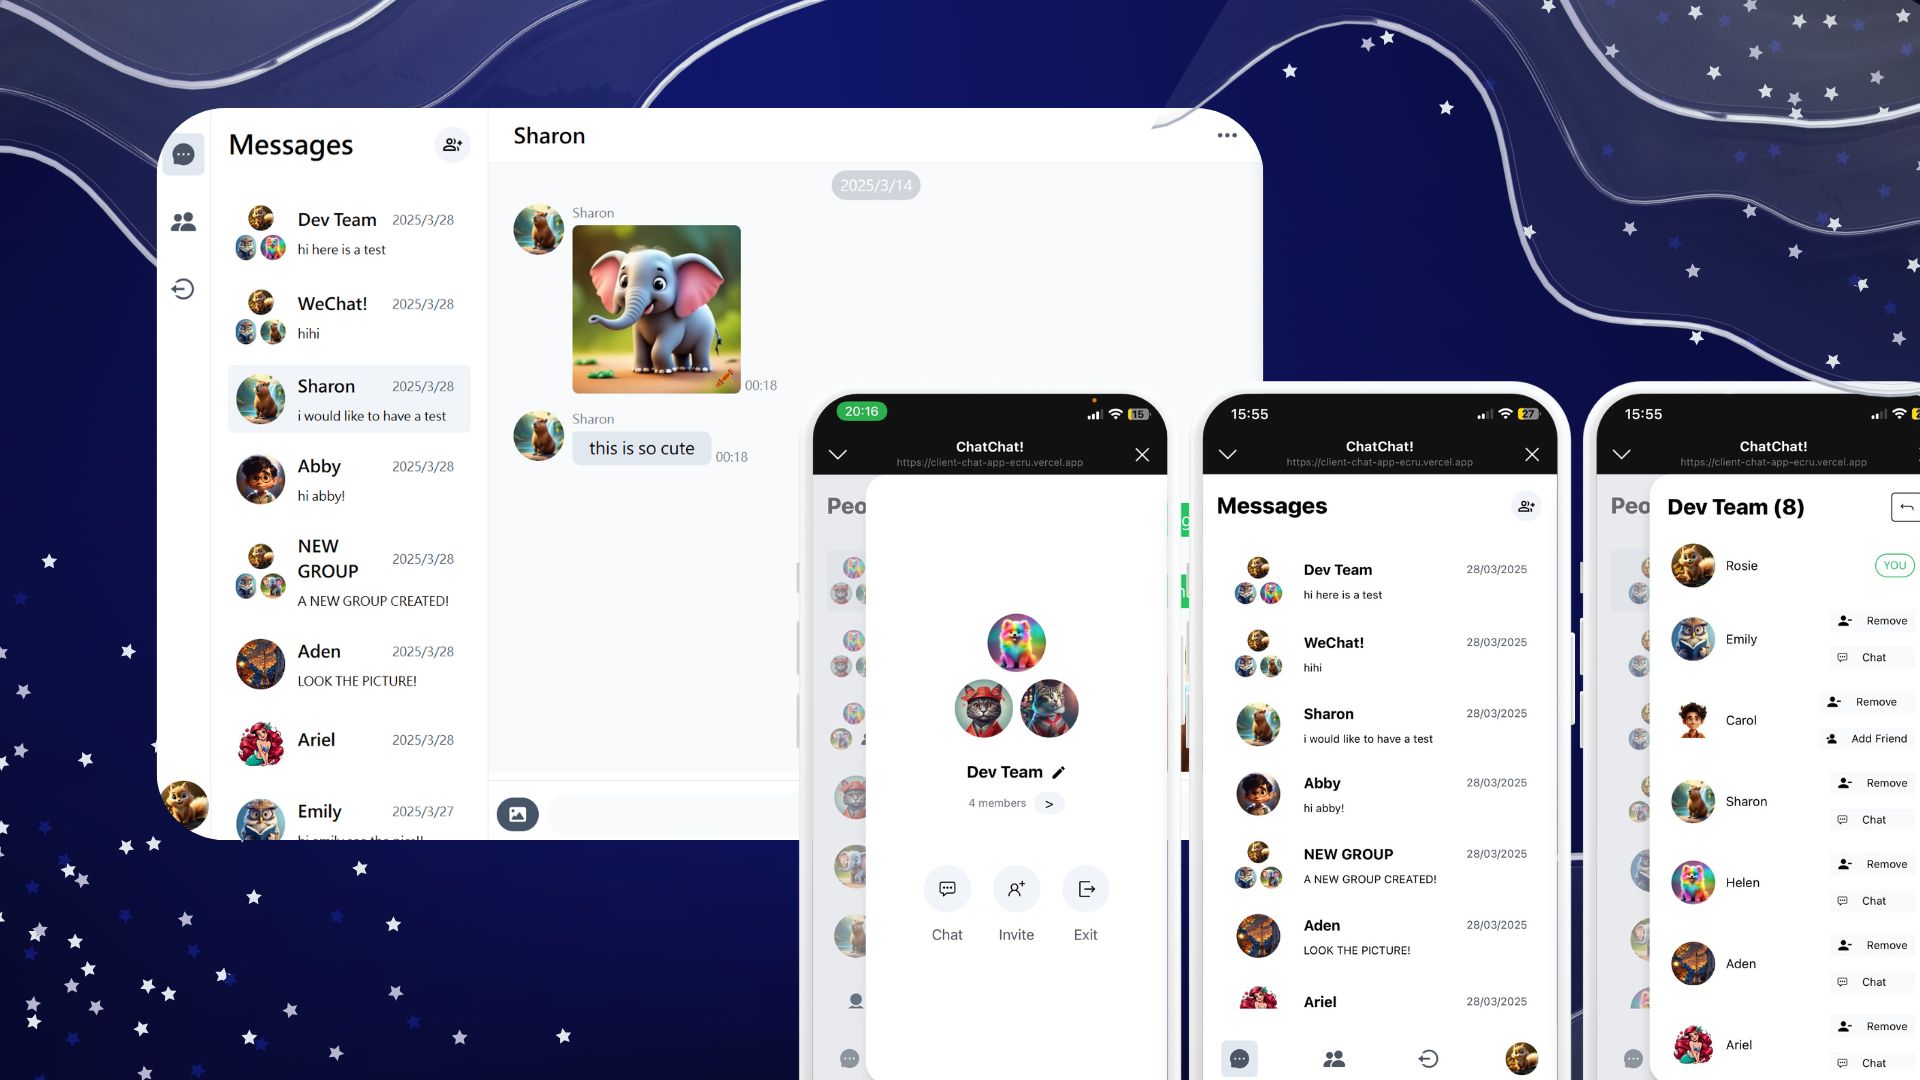 Messages
Dev Team 2025/3/28
hi here is a test
WeChat! 2025/3/28
hihi
Sharon 2025/3/28
i would like to have a test
Abby 2025/3/28
hi abby!
NEW
GROUP 2025/3/28
A NEW GROUP CREATED!
Aden 2025/3/28
LOOK THE PICTURE!
Ariel 2025/3/28
Emily 2025/3/27
Sharon
2025/3/14
Sharon
00:18
Sharon
this is so cute 00:18
20:16 15
ChatChat!
https://client-chat-app-ecru.vercel.app
Peo
Dev Team
4 members >
Chat Invite Exit
15:55 27
ChatChat!
https://client-chat-app-ecru.vercel.app
Messages
Dev Team 28/03/2025
hi here is a test
WeChat! 28/03/2025
hihi
Sharon 28/03/2025
i would like to have a test
Abby 28/03/2025
hi abby!
NEW GROUP 28/03/2025
A NEW GROUP CREATED!
Aden 28/03/2025
LOOK THE PICTURE!
Ariel 28/03/2025
15:55
ChatChat!
https://client-chat-app-ecru.vercel.app
Peo
Dev Team (8)
Rosie YOU
Emily
Remove
Chat
Carol
Remove
Add Friend
Sharon
Remove
Chat
Helen
Remove
Chat
Aden
Remove
Chat
Ariel
Remove
Chat